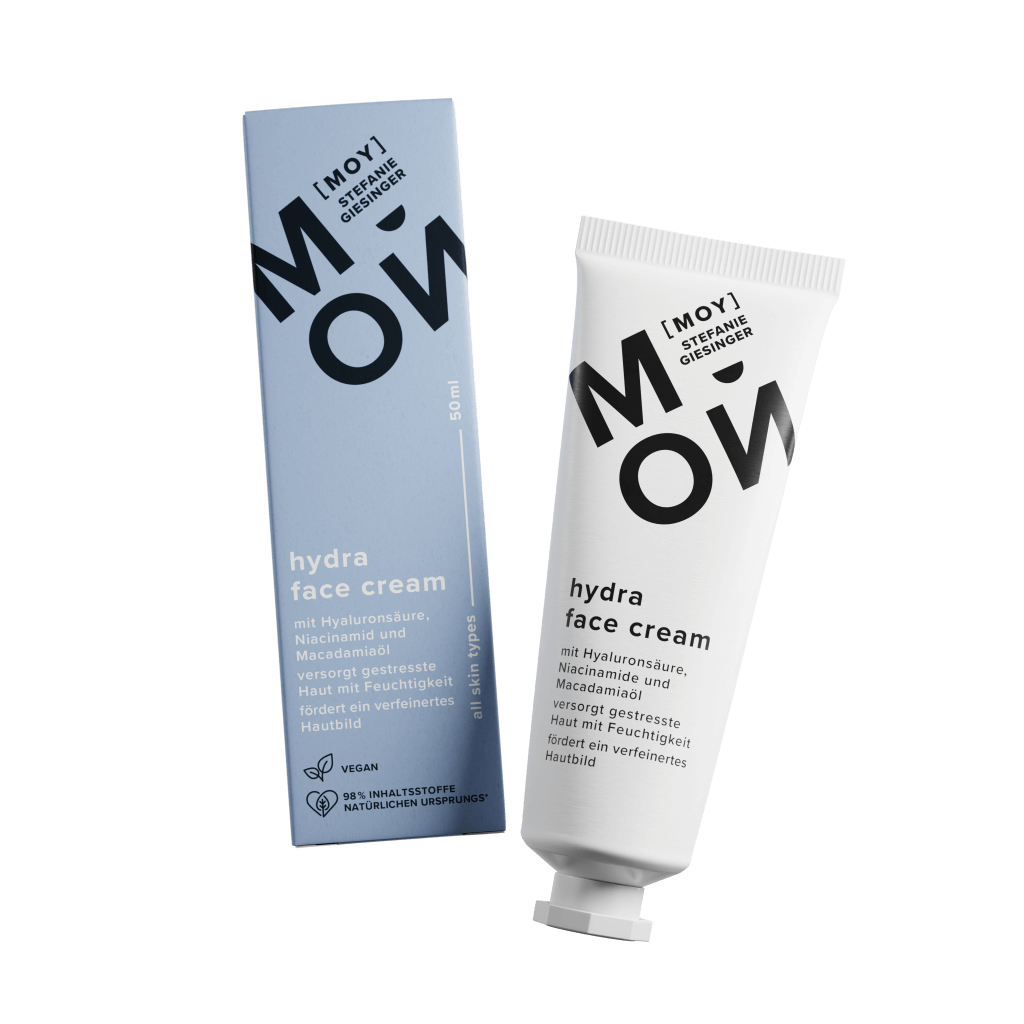 [MOY]
STEFANIE
GIESINGER
MOW
50ml
hydra
face cream
mit Hyaluronsäure,
Niacinamid und
Macadamiaöl
versorgt gestresste
Haut mit Feuchtigkeit
fördert ein verfeinertes
Hautbild
all skin types
VEGAN
98% INHALTSSTOFFE
NATÜRLICHEN URSPRUNGS*
[MOY]
STEFANIE
GIESINGER
MOW
hydra
face cream
mit Hyaluronsäure,
Niacinamide und
Macadamiaöl
versorgt gestresste
Haut mit Feuchtigkeit
fördert ein verfeinertes
Hautbild